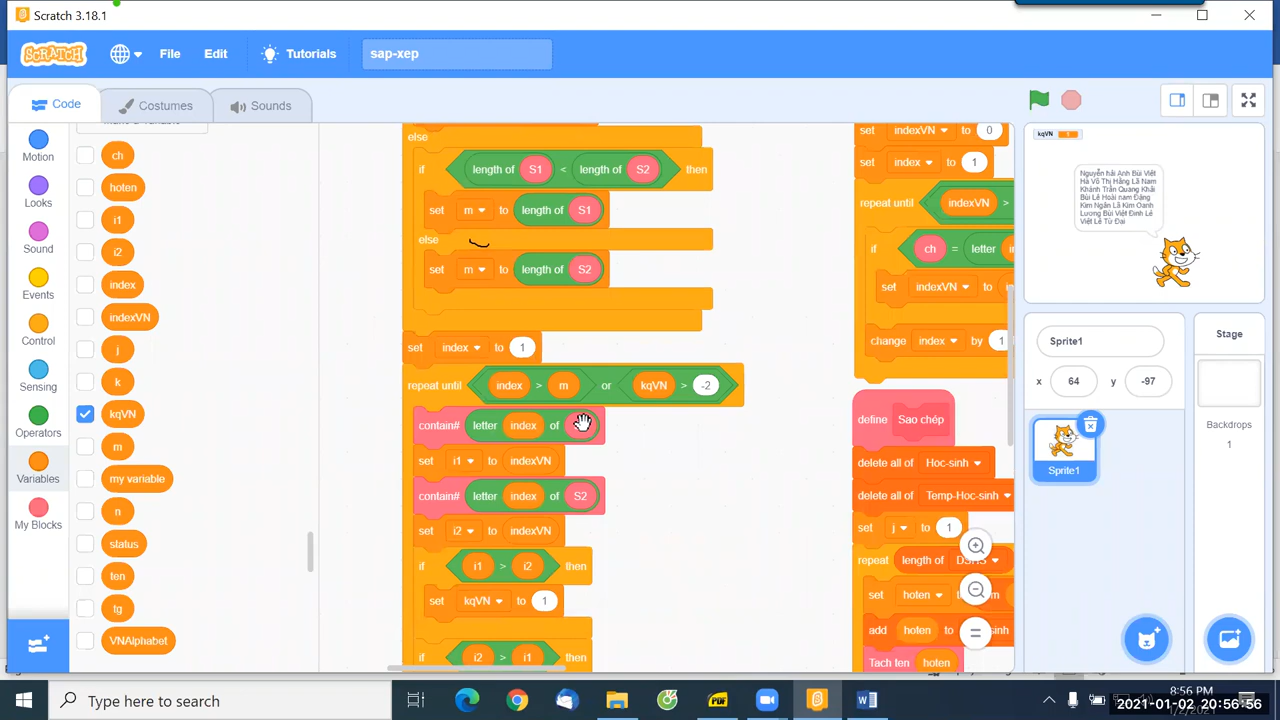 Scratch 3.18.1
SCRATCH File Edit Tutorials sap-xep
Code Costumes Sounds
Motion
Looks
Sound
Events
Control
Sensing
Operators
Variables
My Blocks
ch
hoten
i1
i2
index
indexVN
j
k
kqVN
m
my variable
n
status
ten
tg
VNAlphabet
else
if length of S1 < length of S2 then
set m to length of S1
else
set m to length of S2
set index to 1
repeat until index > m or kqVN > -2
contain# letter index of
set i1 to indexVN
contain# letter index of S2
set i2 to indexVN
if i1 > i2 then
set kqVN to 1
if i2 > i1 then
set indexVN to 0
set index to 1
repeat until indexVN >
if ch = letter
set indexVN to
change index by 1
define Sao chép
delete all of Hoc-sinh
delete all of Temp-Hoc-sinh
set j to 1
repeat length of
set hoten
add hoten to
Tach ten hoten
kqVN
Nguyễn hải Anh Bùi Việt
Hà Võ Thị Hằng Lã Nam
Khánh Trần Quang Khải
Bùi Lê Hoài nam Đặng
Kim Ngân Lã Kim Oanh
Lương Bùi Việt Đinh Lê
Việt Lê Từ Đai
Sprite1
x 64 y -97
Sprite1
Stage
Backdrops
1
Type here to search
8:56 PM
2021-01-02 20:56:56